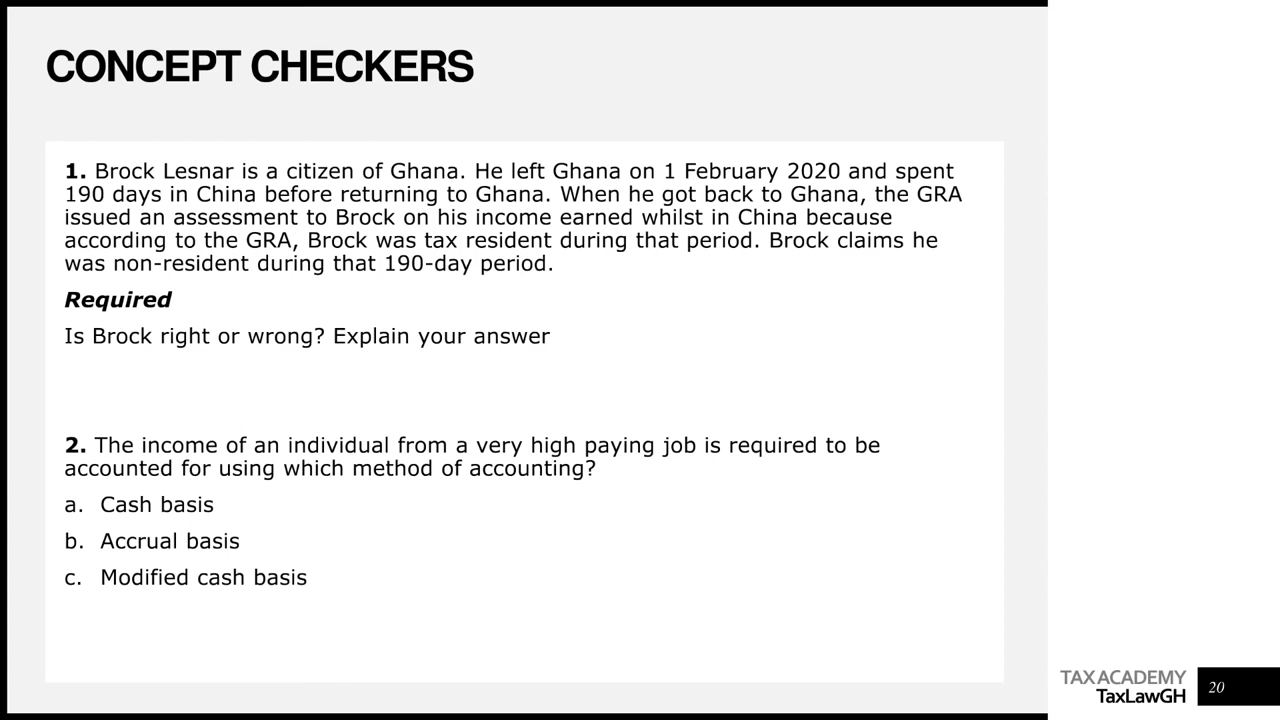 CONCEPT CHECKERS
1. Brock Lesnar is a citizen of Ghana. He left Ghana on 1 February 2020 and spent
190 days in China before returning to Ghana. When he got back to Ghana, the GRA
issued an assessment to Brock on his income earned whilst in China because
according to the GRA, Brock was tax resident during that period. Brock claims he
was non-resident during that 190-day period.
Required
Is Brock right or wrong? Explain your answer
2. The income of an individual from a very high paying job is required to be
accounted for using which method of accounting?
a. Cash basis
b. Accrual basis
c. Modified cash basis
TAX ACADEMY
TaxLawGH
20